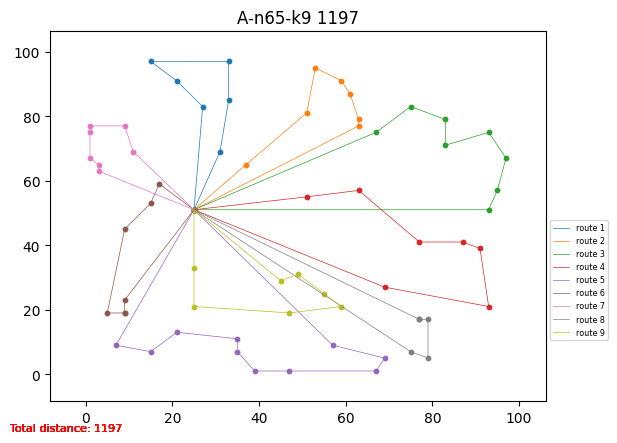 A-n65-k9 1197
100
80
60
40
20
0
0 20 40 60 80 100
route 1
route 2
route 3
route 4
route 5
route 6
route 7
route 8
route 9
Total distance: 1197